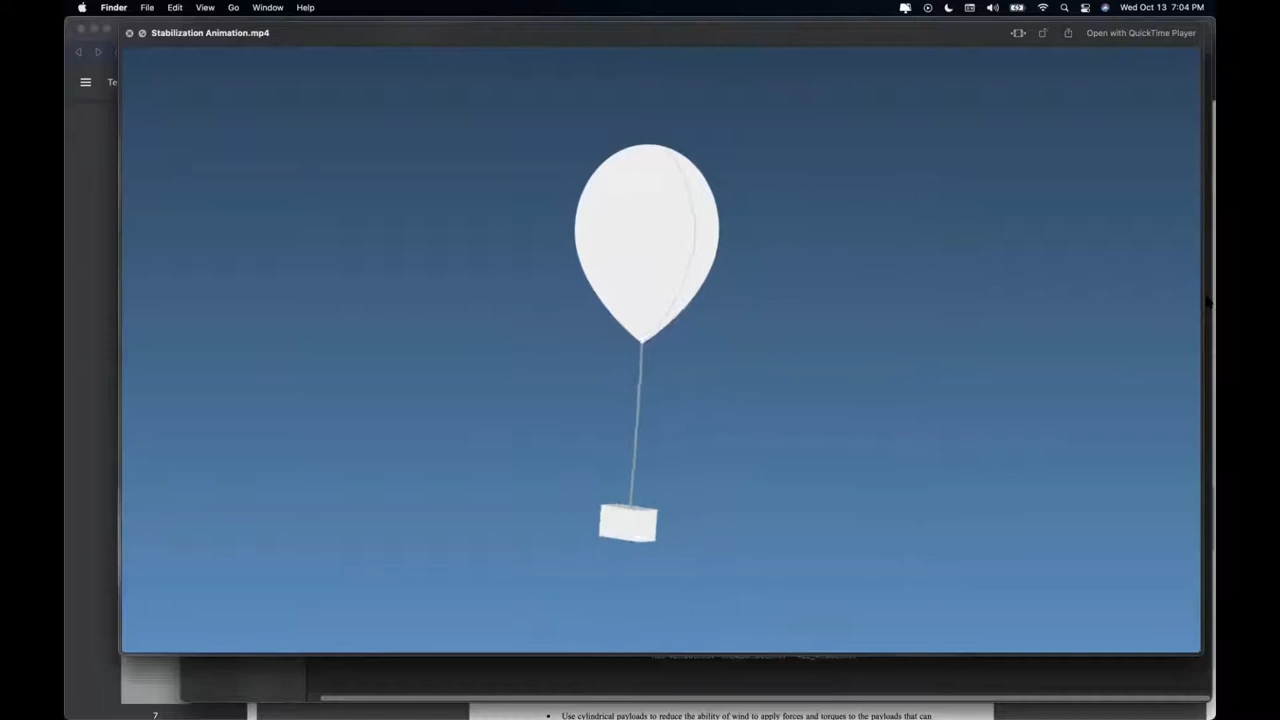 Finder File Edit View Go Window Help Wed Oct 13 7:04 PM
Stabilization Animation.mp4 Open with QuickTime Player
Te
7
• Use cylindrical payloads to reduce the ability of wind to apply forces and torques to the payloads that can